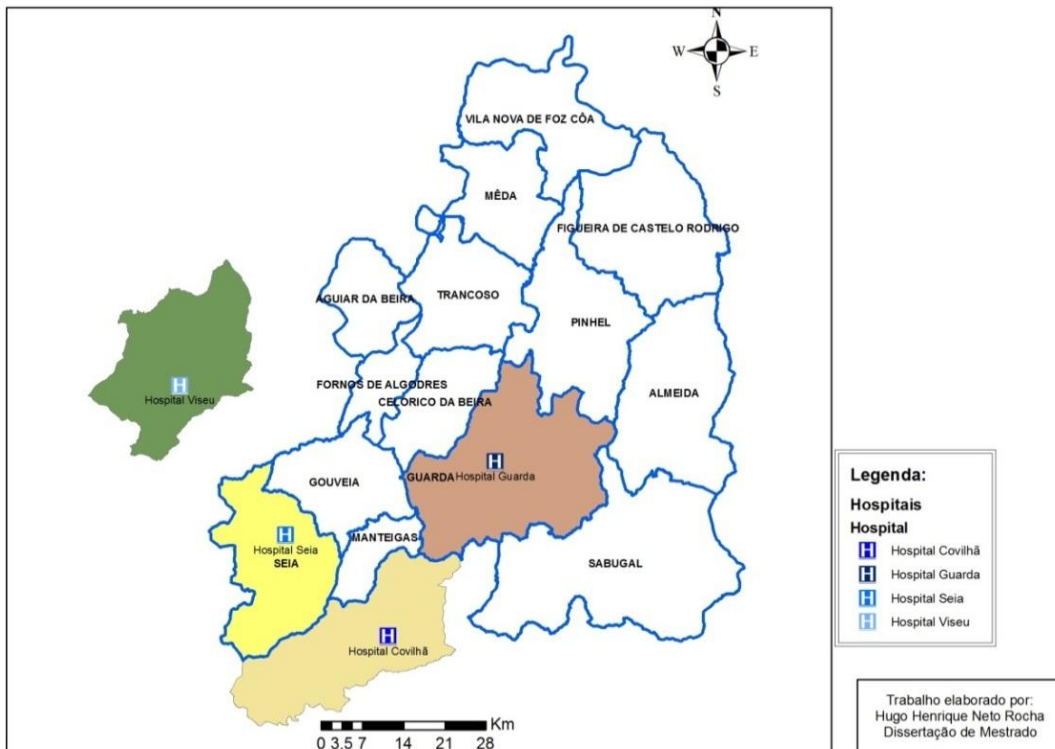 N
W E
S
VILA NOVA DE FOZ CÔA
MÊDA
FIGUEIRA DE CASTELO RODRIGO
AGUIAR DA BEIRA
TRANCOSO
PINHEL
FORNOS DE ALGODRES
CELORICO DA BEIRA
ALMEIDA
H
Hospital Viseu
GOUVEIA
GUARDA
H
Hospital Guarda
MANTEIGAS
H
Hospital Seia
SEIA
SABUGAL
H
Hospital Covilhã
Km
0 3.5 7 14 21 28
Legenda:
Hospitais
Hospital
H Hospital Covilhã
H Hospital Guarda
H Hospital Seia
H Hospital Viseu
Trabalho elaborado por:
Hugo Henrique Neto Rocha
Dissertação de Mestrado